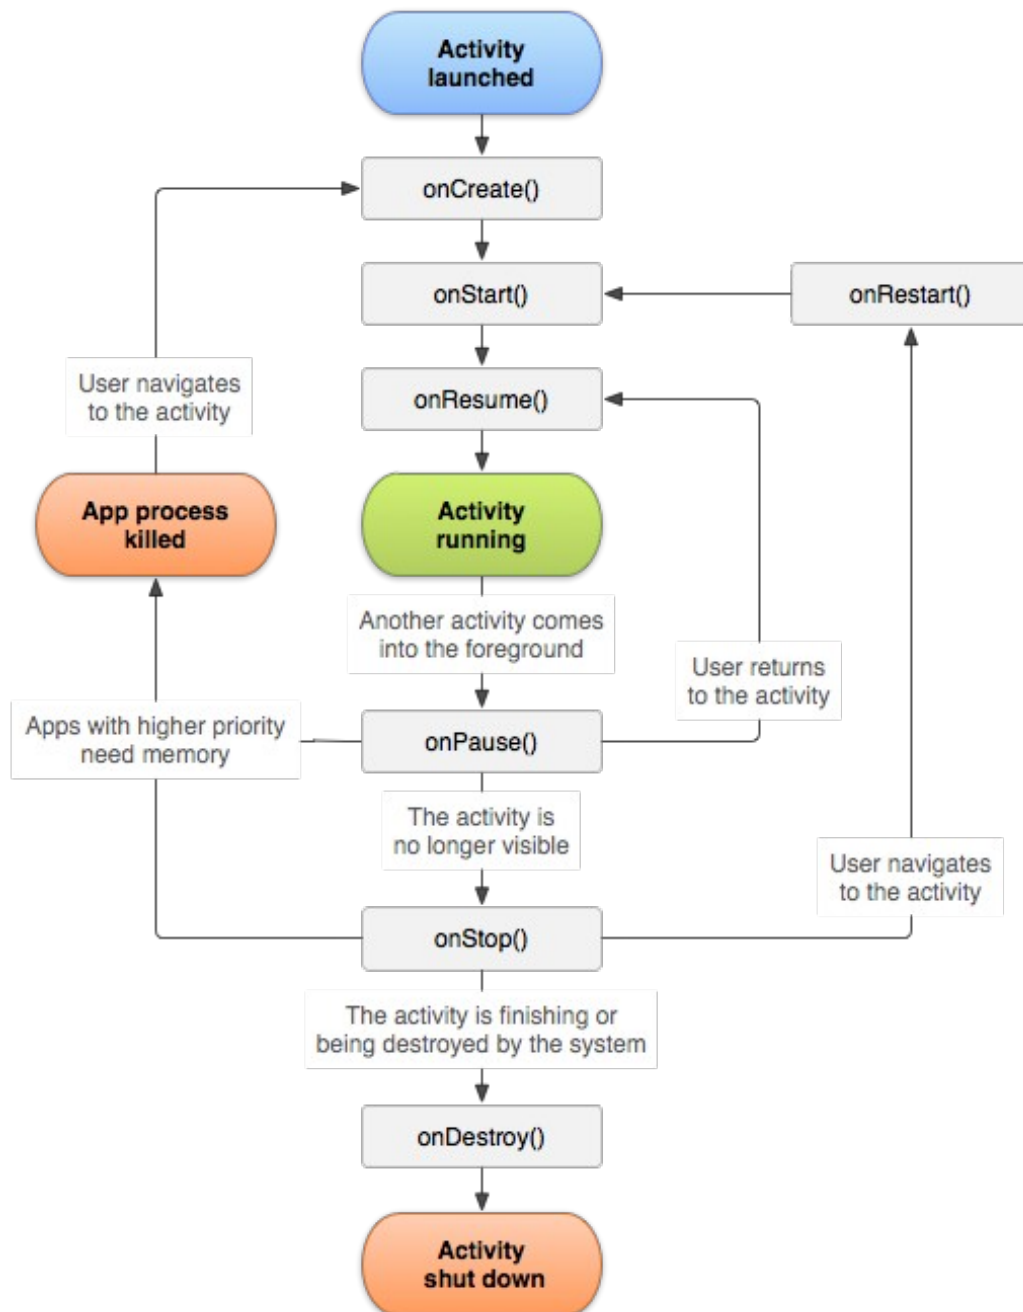 Activity
launched
onCreate()
onStart()
onRestart()
User navigates
to the activity
onResume()
App process
killed
Activity
running
Another activity comes
into the foreground
User returns
to the activity
Apps with higher priority
need memory
onPause()
The activity is
no longer visible
User navigates
to the activity
onStop()
The activity is finishing or
being destroyed by the system
onDestroy()
Activity
shut down